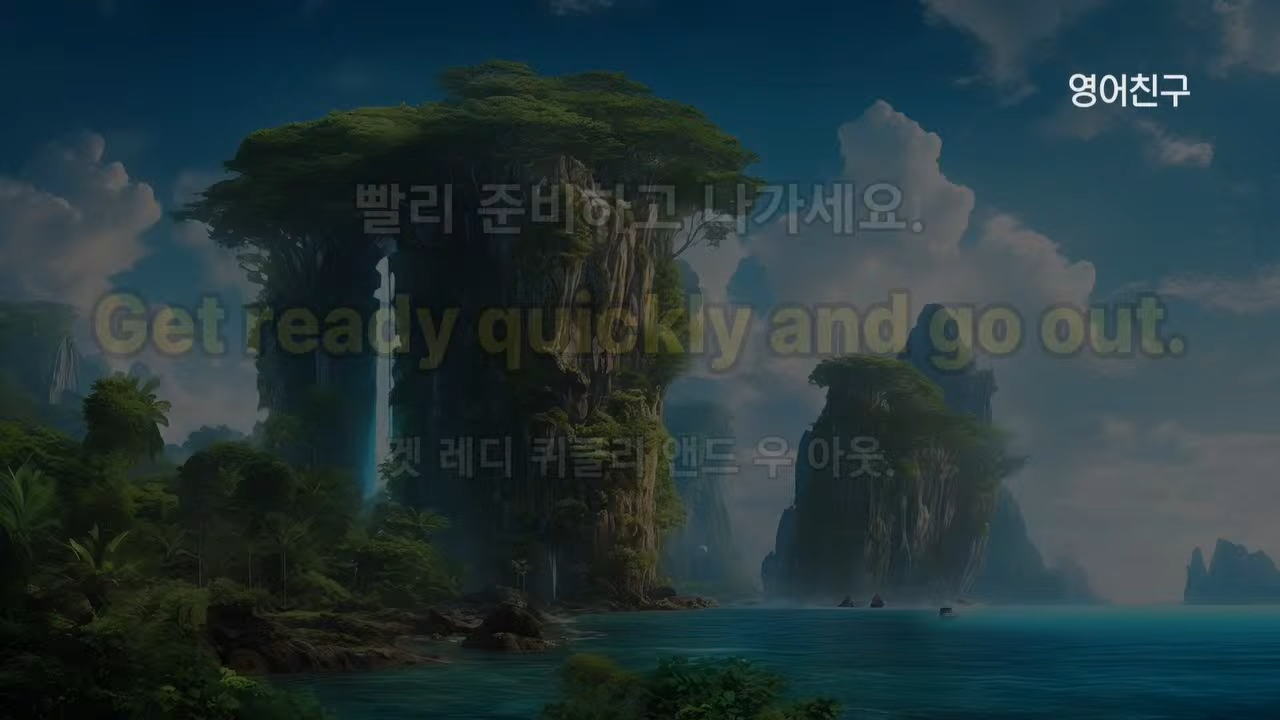 영어친구
빨리 준비하고 나가세요.
Get ready quickly and go out.
겟 레디 퀴클리 앤드 우 아웃.